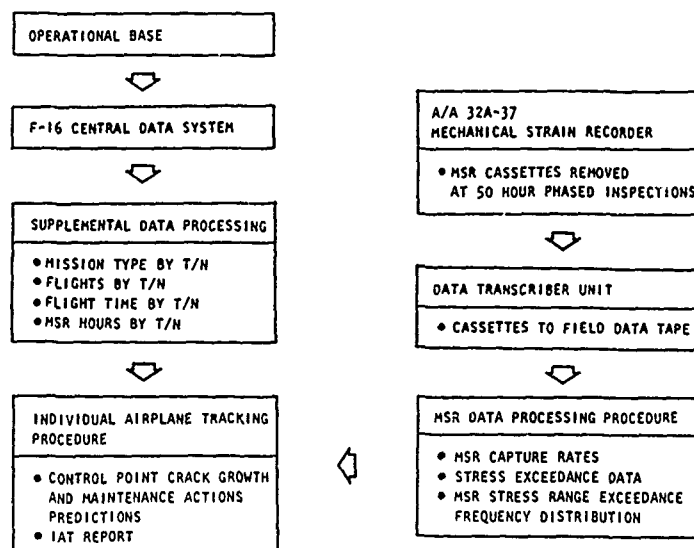 OPERATIONAL BASE
F-16 CENTRAL DATA SYSTEM
SUPPLEMENTAL DATA PROCESSING
• MISSION TYPE BY T/N
• FLIGHTS BY T/N
• FLIGHT TIME BY T/N
• MSR HOURS BY T/N
INDIVIDUAL AIRPLANE TRACKING
PROCEDURE
• CONTROL POINT CRACK GROWTH
AND MAINTENANCE ACTIONS
PREDICTIONS
• IAT REPORT
A/A 32A-37
MECHANICAL STRAIN RECORDER
• MSR CASSETTES REMOVED
AT 50 HOUR PHASED INSPECTIONS
DATA TRANSCRIBER UNIT
• CASSETTES TO FIELD DATA TAPE
MSR DATA PROCESSING PROCEDURE
• MSR CAPTURE RATES
• STRESS EXCEEDANCE DATA
• MSR STRESS RANGE EXCEEDANCE
FREQUENCY DISTRIBUTION